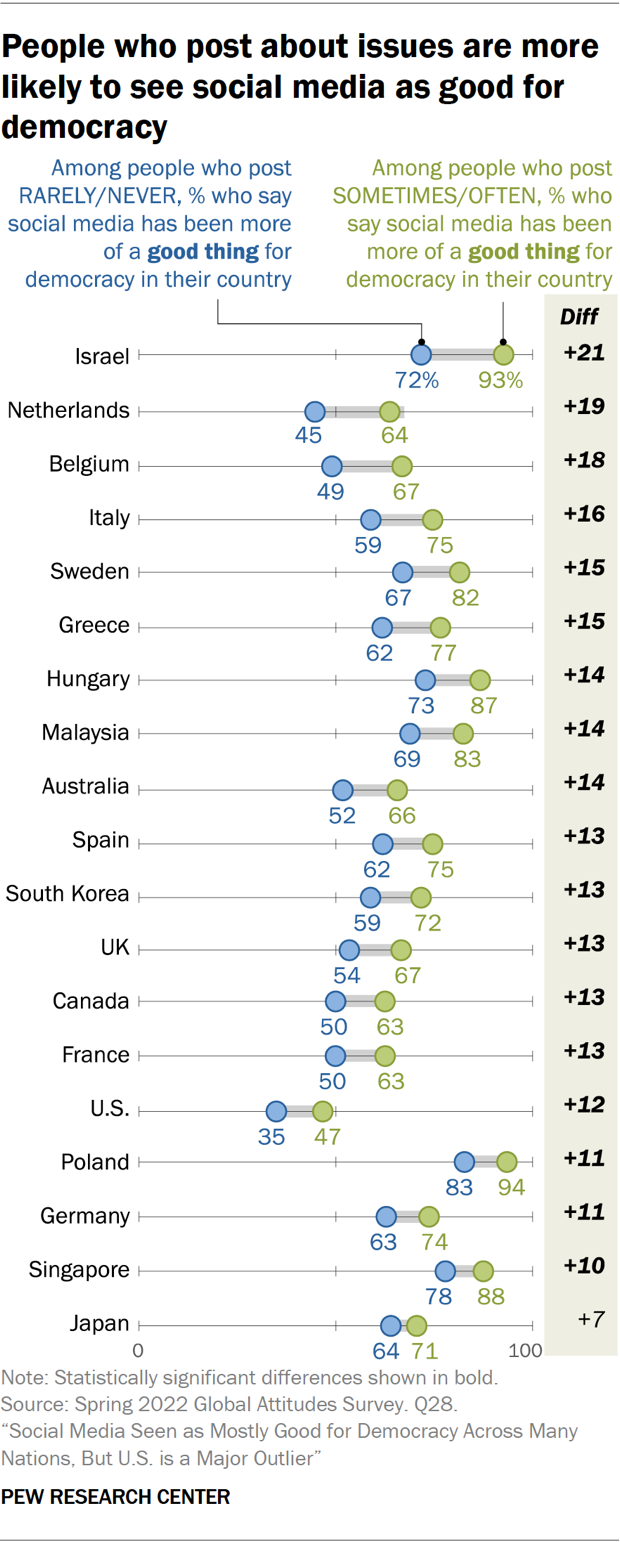 People who post about issues are more
likely to see social media as good for
democracy
Among people who post
RARELY/NEVER, % who say
social media has been more
of a good thing for
democracy in their country
Among people who post
SOMETIMES/OFTEN, % who
say social media has been
more of a good thing for
democracy in their country
Diff
Israel +21
72% 93%
Netherlands +19
45 64
Belgium +18
49 67
Italy +16
59 75
Sweden +15
67 82
Greece +15
62 77
Hungary +14
73 87
Malaysia +14
69 83
Australia +14
52 66
Spain +13
62 75
South Korea +13
59 72
UK +13
54 67
Canada +13
50 63
France +13
50 63
U.S. +12
35 47
Poland +11
83 94
Germany +11
63 74
Singapore +10
78 88
Japan +7
0 64 71 100
Note: Statistically significant differences shown in bold.
Source: Spring 2022 Global Attitudes Survey. Q28.
“Social Media Seen as Mostly Good for Democracy Across Many
Nations, But U.S. is a Major Outlier”
PEW RESEARCH CENTER